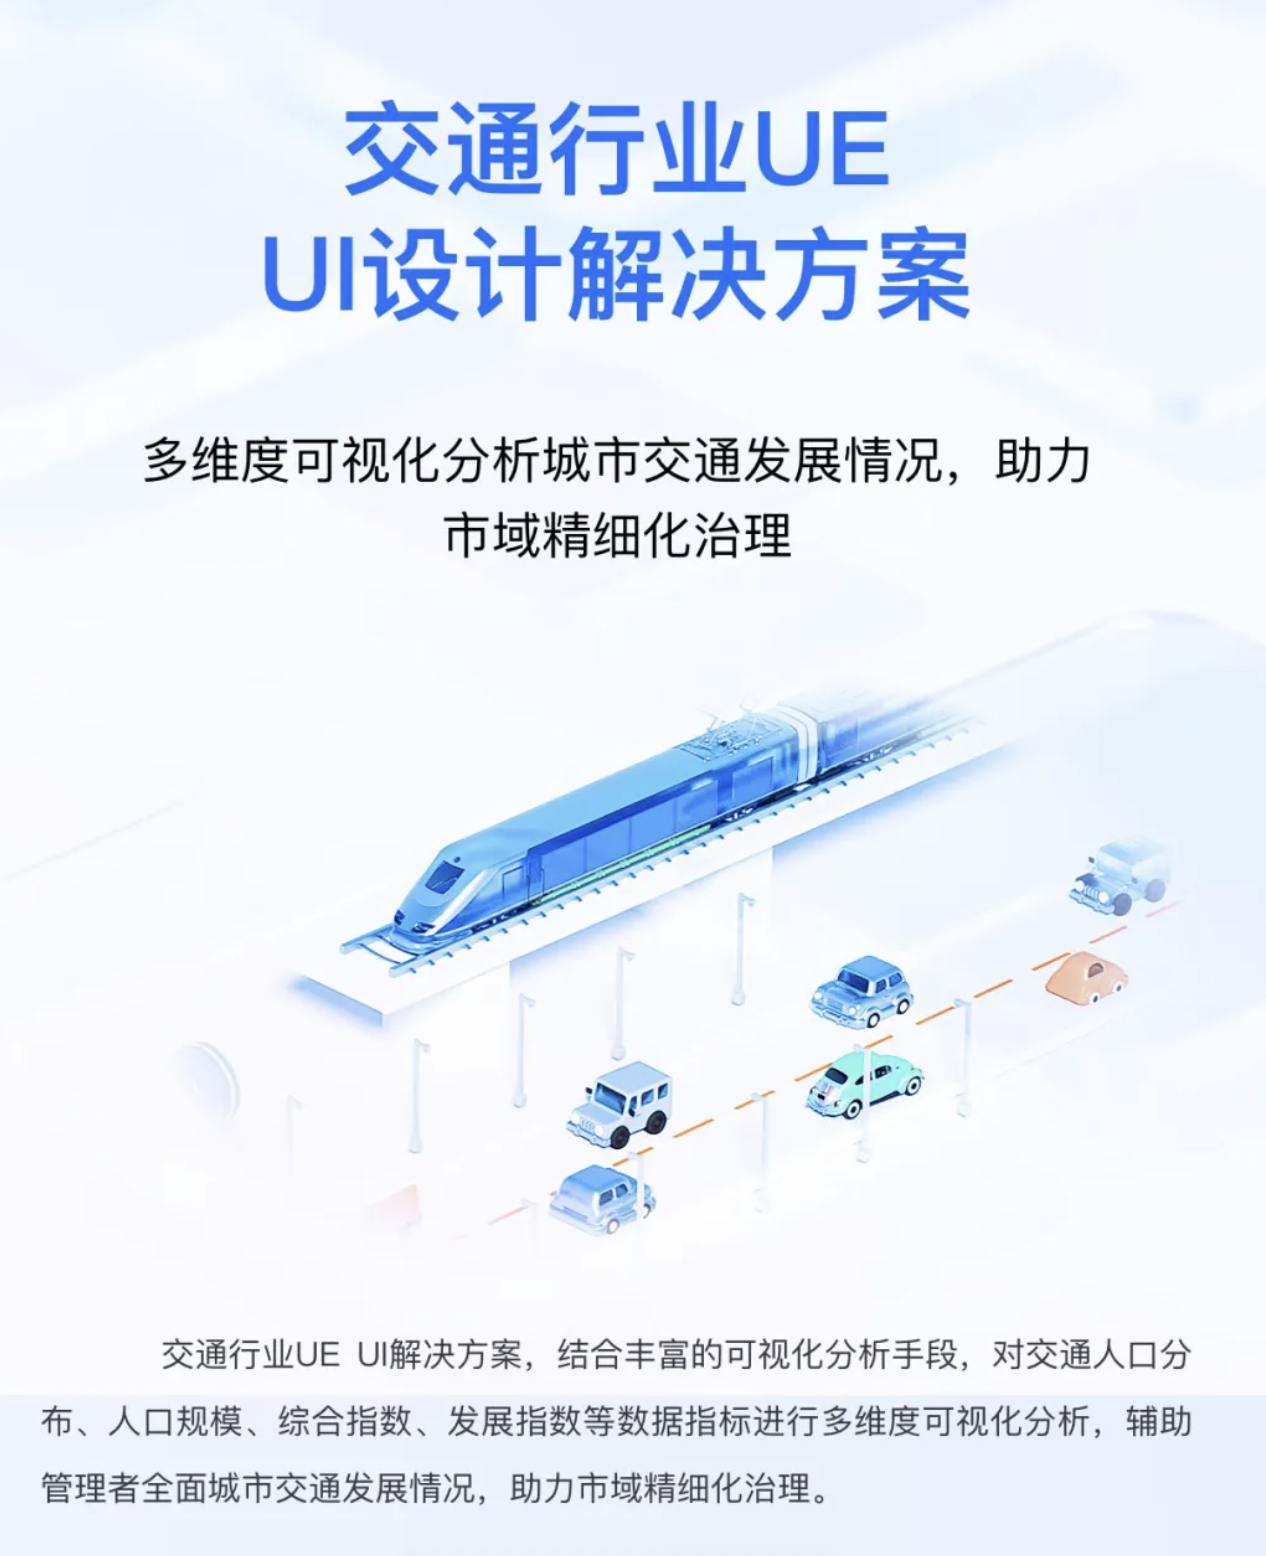 交通行业UE
UI设计解决方案
多维度可视化分析城市交通发展情况，助力
市域精细化治理
交通行业UE UI解决方案，结合丰富的可视化分析手段，对交通人口分
布、人口规模、综合指数、发展指数等数据指标进行多维度可视化分析，辅助
管理者全面城市交通发展情况，助力市域精细化治理。